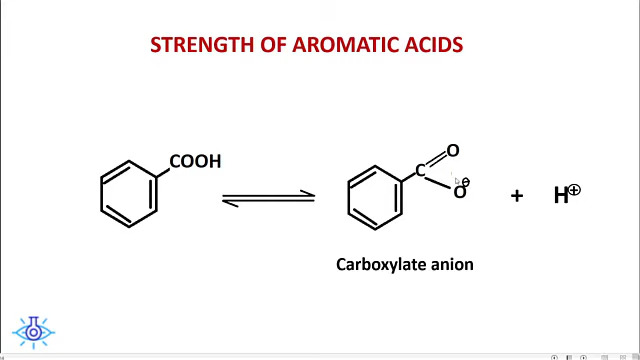 STRENGTH OF AROMATIC ACIDS
COOH
C
O
O⊖
+
H⊕
Carboxylate anion